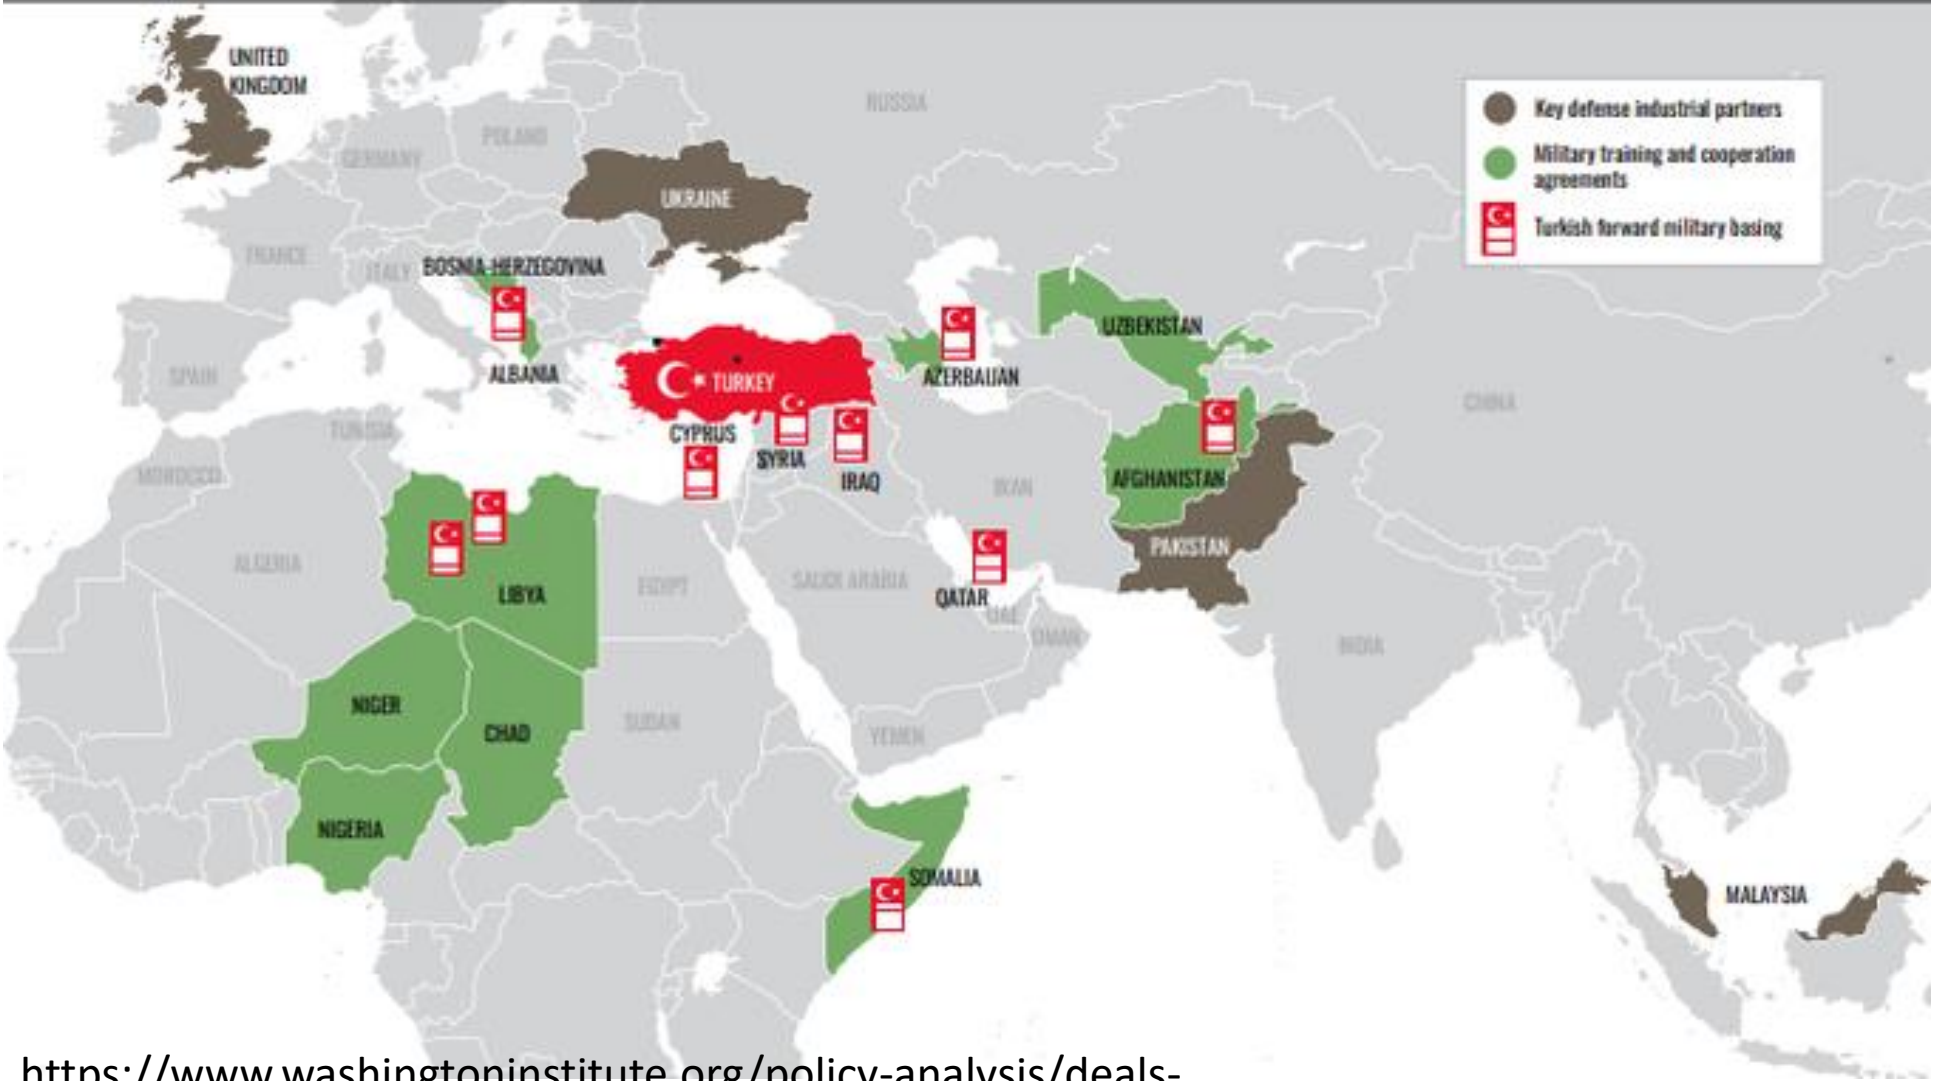 UNITED
KINGDOM
RUSSIA
Key defense industrial partners
Military training and cooperation
agreements
Turkish forward military basing
POLAND
GERMANY
UKRAINE
FRANCE
ITALY
BOSNIA-HERZEGOVINA
UZBEKISTAN
SPAIN
ALBANIA
TURKEY
AZERBAIJAN
CHINA
TUNISIA
CYPRUS
SYRIA
MOROCCO
IRAQ
IRAN
AFGHANISTAN
PAKISTAN
ALGERIA
LIBYA
EGYPT
SAUDI ARABIA
QATAR
UAE
OMAN
INDIA
NIGER
CHAD
SUDAN
YEMEN
NIGERIA
SOMALIA
MALAYSIA
https://www.washingtoninstitute.org/policy-analysis/deals-